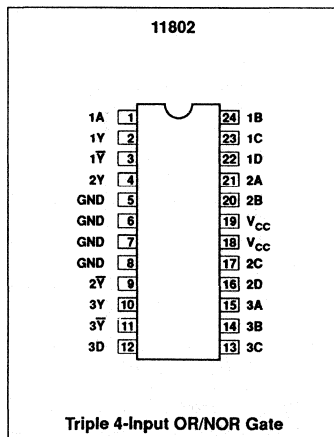 11802
1A 1 24 1B
1Y 2 23 1C
1Y̅ 3 22 1D
2Y 4 21 2A
GND 5 20 2B
GND 6 19 VCC
GND 7 18 VCC
GND 8 17 2C
2Y̅ 9 16 2D
3Y 10 15 3A
3Y̅ 11 14 3B
3D 12 13 3C
Triple 4-Input OR/NOR Gate